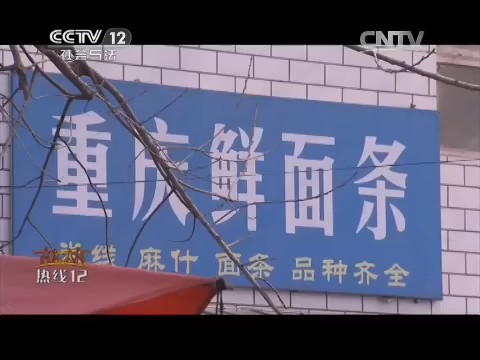 CCTV 12
社会与法
CNTV
重庆鲜面条
线 麻什 面条 品种齐全
热线12